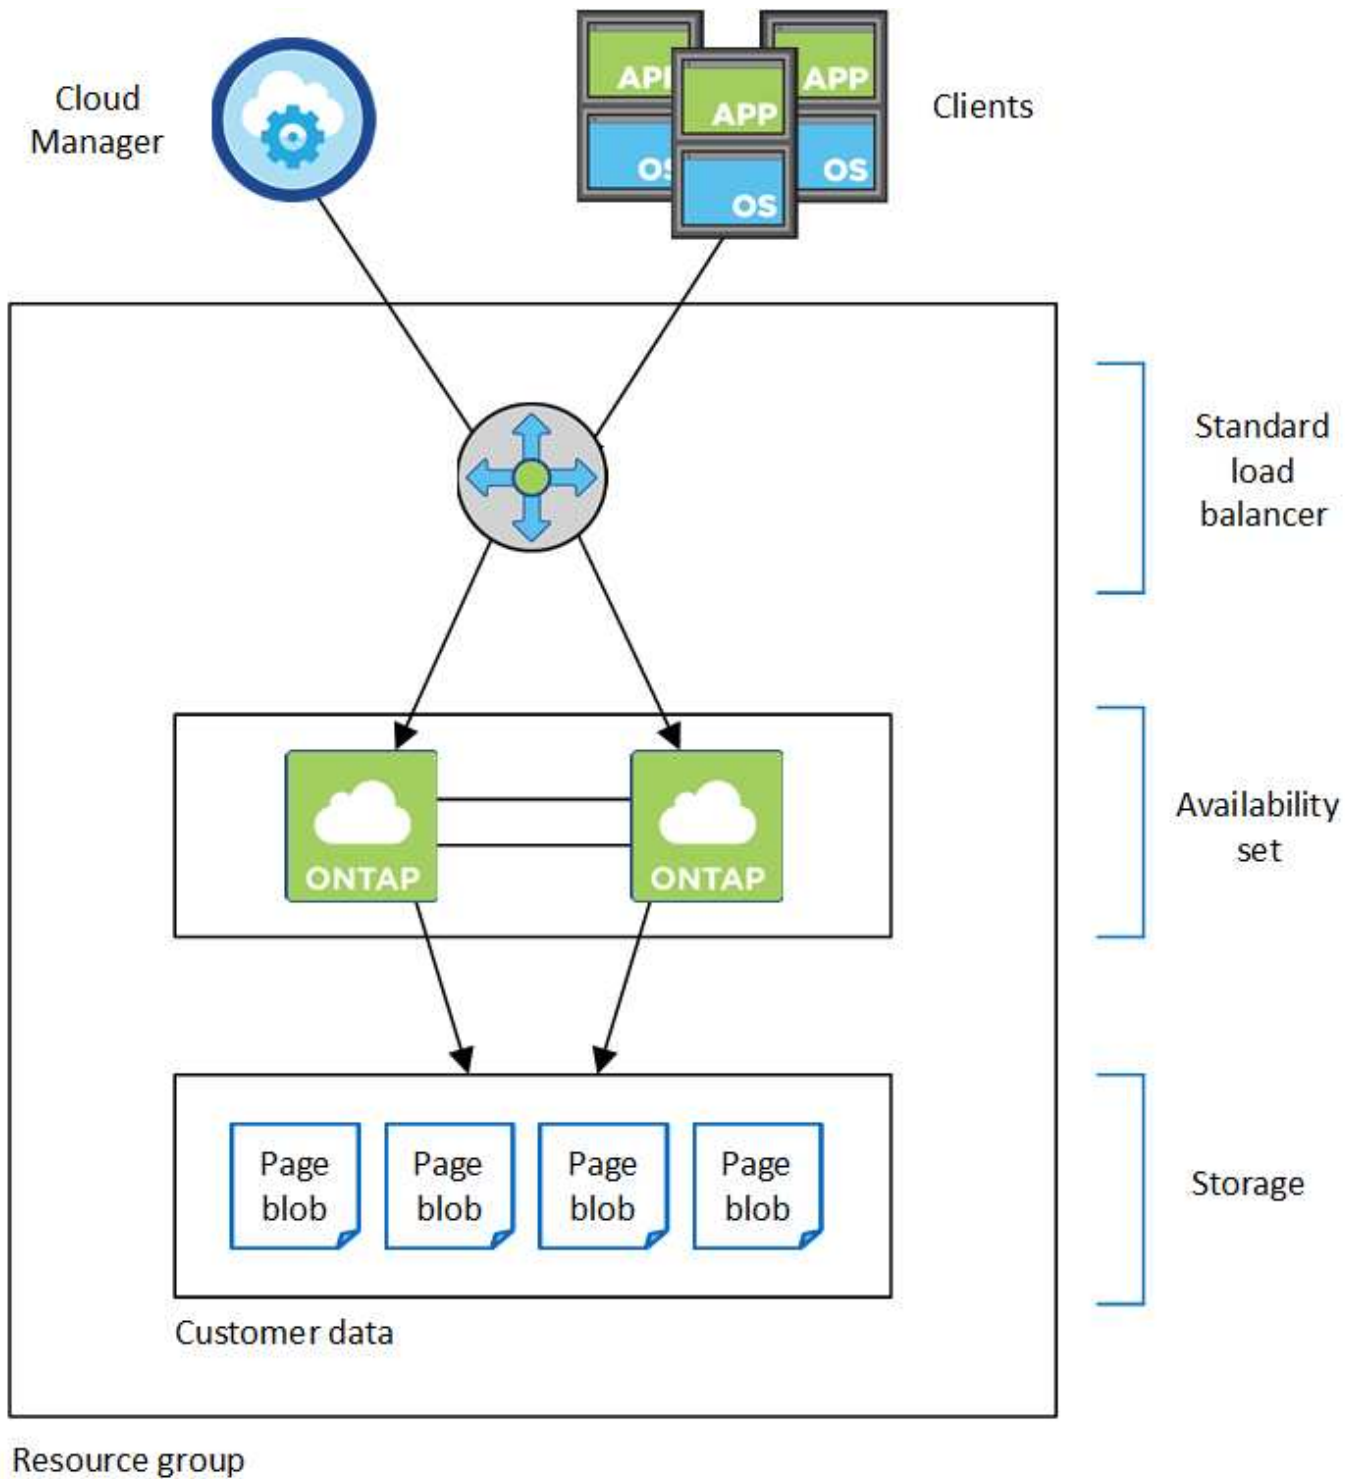 Cloud
Manager
APP
OS
APP
OS
APP
OS
Clients
Standard
load
balancer
ONTAP
ONTAP
Availability
set
Page
blob
Page
blob
Page
blob
Page
blob
Storage
Customer data
Resource group